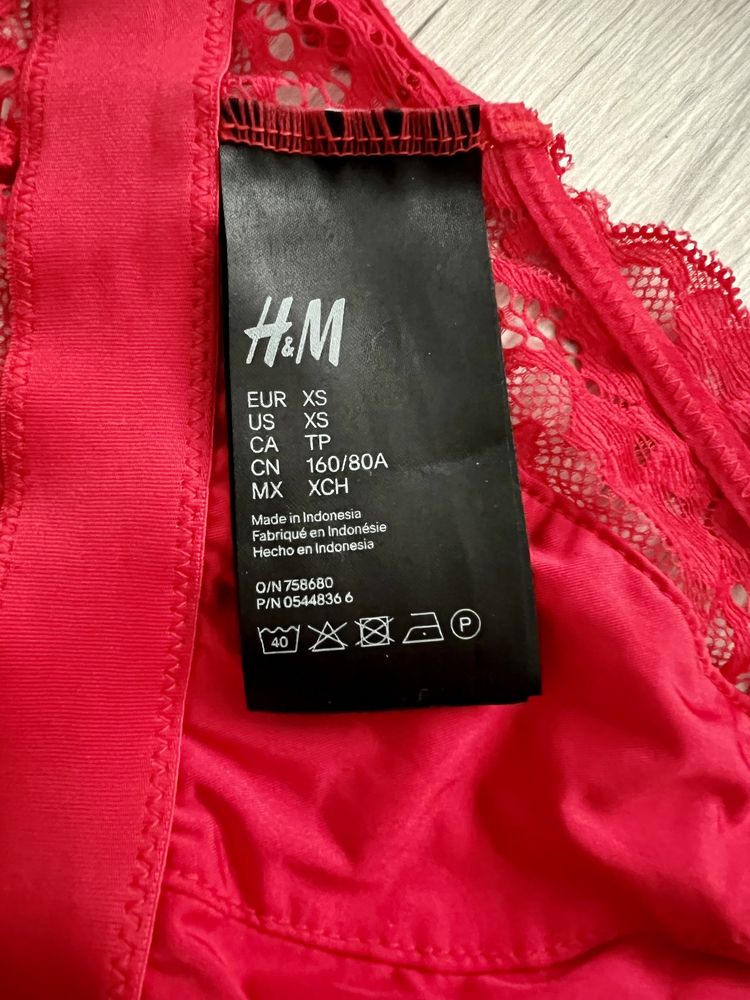 H&M
EUR XS
US XS
CA TP
CN 160/80A
MX XCH
Made in Indonesia
Fabriqué en Indonésie
Hecho en Indonesia
O/N 758680
P/N 0544836 6
40
P